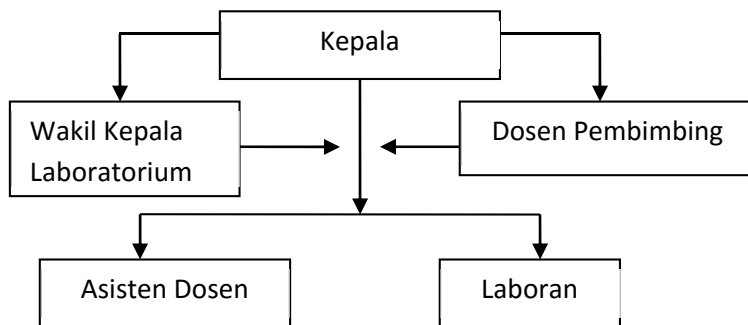 Kepala
Wakil Kepala
Laboratorium
Dosen Pembimbing
Asisten Dosen
Laboran